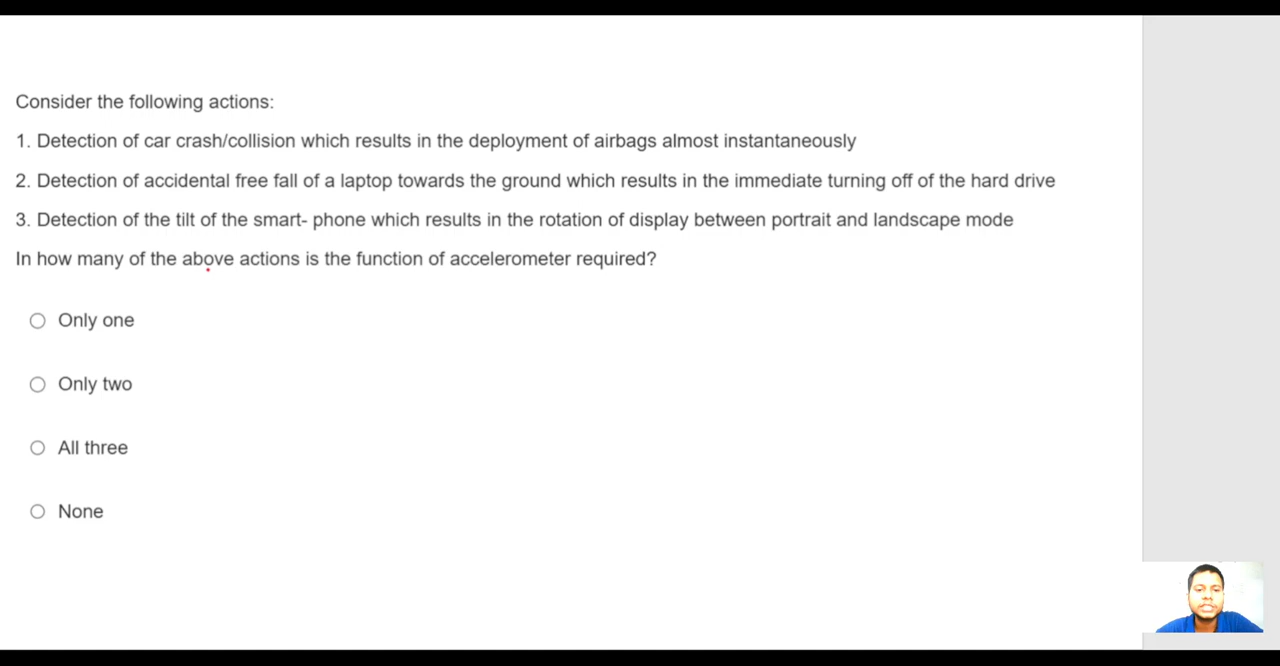 Consider the following actions:
1. Detection of car crash/collision which results in the deployment of airbags almost instantaneously
2. Detection of accidental free fall of a laptop towards the ground which results in the immediate turning off of the hard drive
3. Detection of the tilt of the smart- phone which results in the rotation of display between portrait and landscape mode
In how many of the above actions is the function of accelerometer required?
Only one
Only two
All three
None